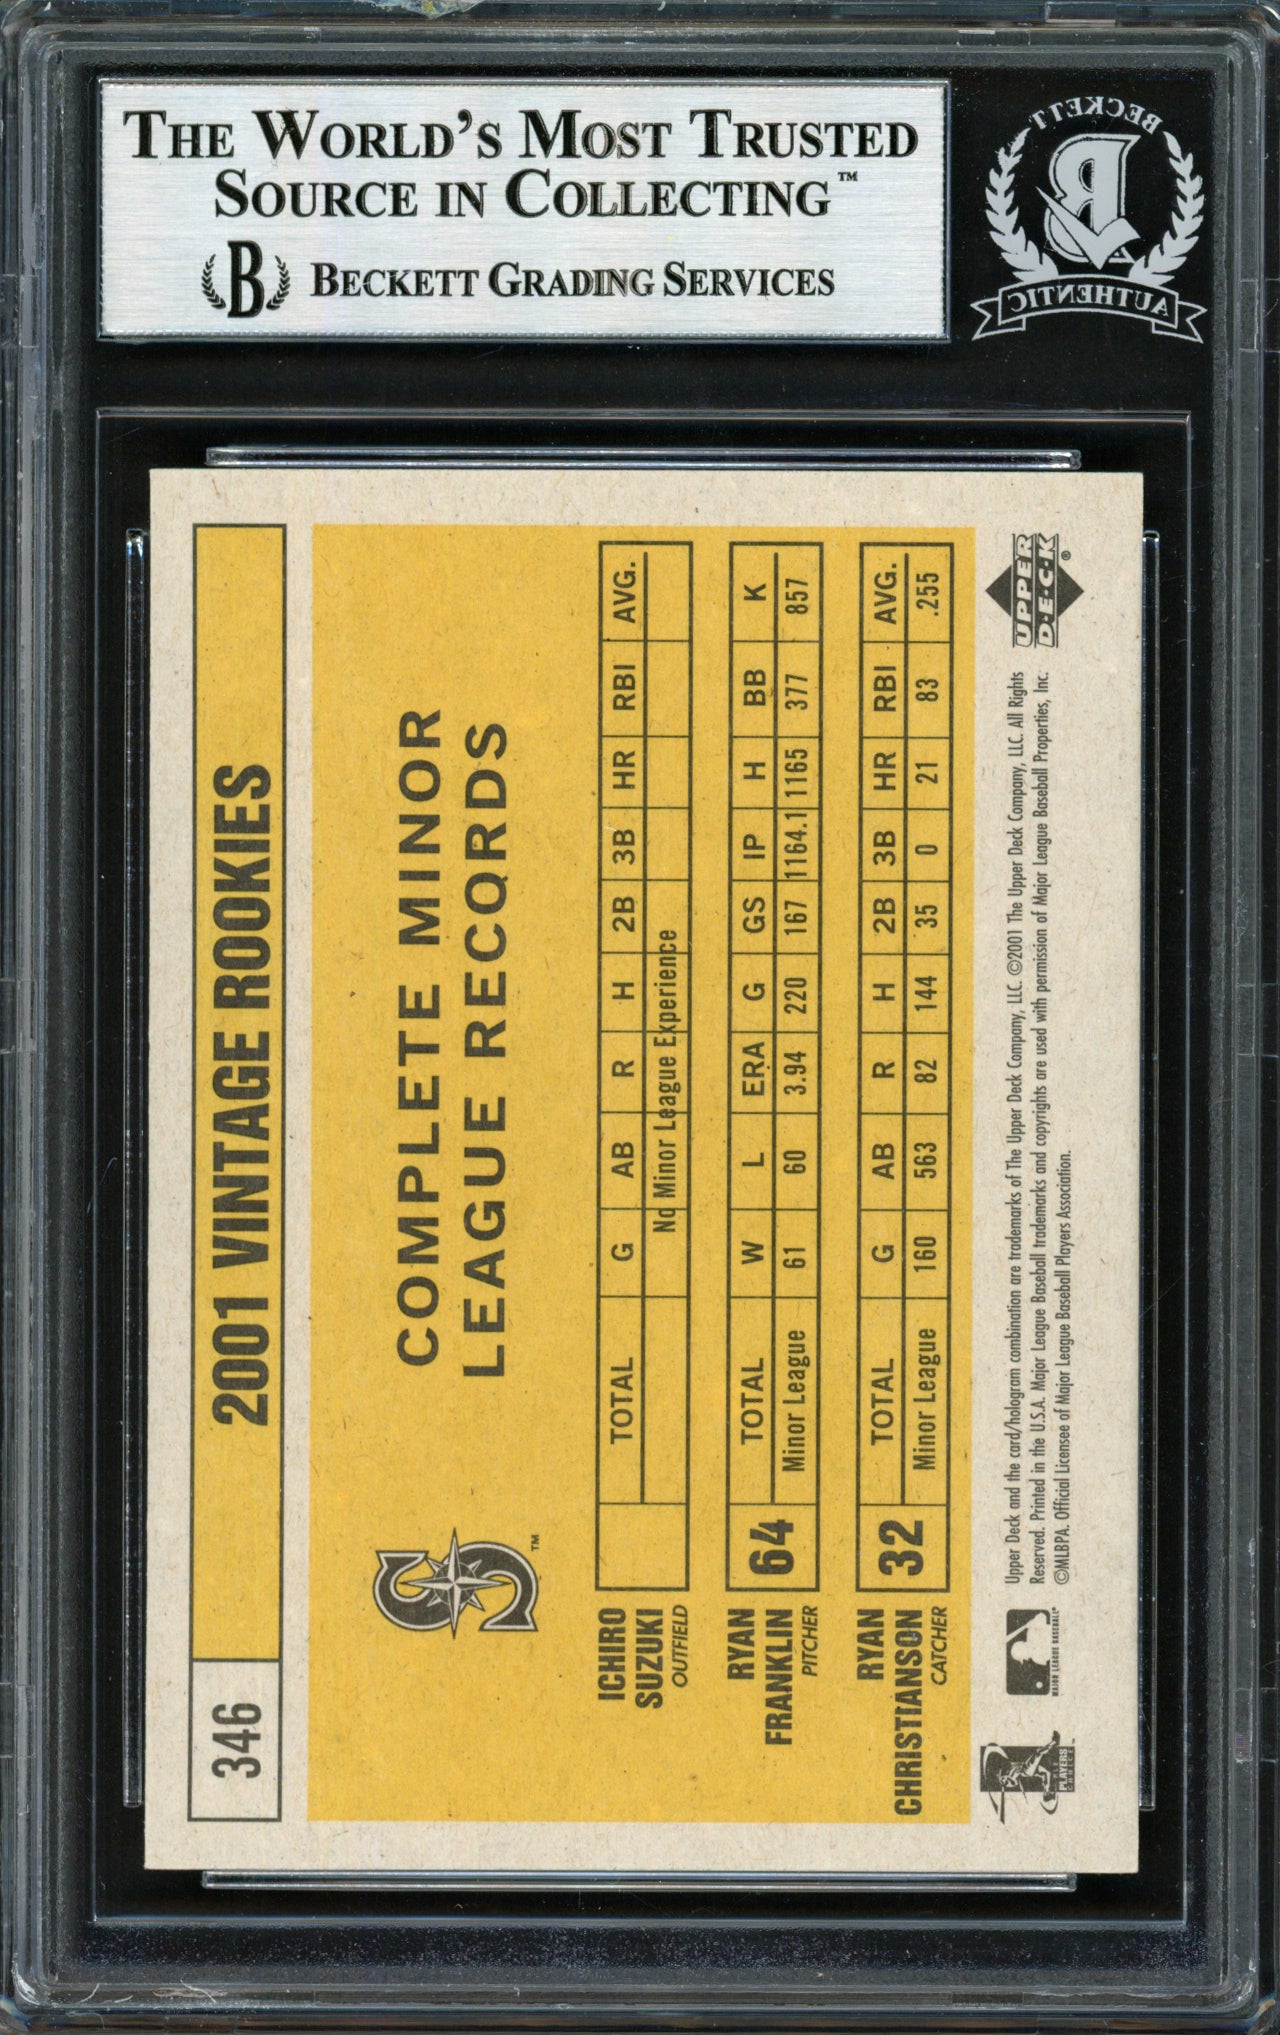 THE WORLD'S MOST TRUSTED
SOURCE IN COLLECTING™
B BECKETT GRADING SERVICES
BECKETT
B
AUTHENTIC
346 2001 VINTAGE ROOKIES
COMPLETE MINOR
LEAGUE RECORDS
S ™
ICHIRO
SUZUKI
OUTFIELD
TOTAL G AB R H 2B 3B HR RBI AVG.
No Minor League Experience
RYAN
FRANKLIN
PITCHER
64
TOTAL W L ERA G GS IP H BB K
Minor League 61 60 3.94 220 167 1164.1 1165 377 857
RYAN
CHRISTIANSON
CATCHER
32
TOTAL G AB R H 2B 3B HR RBI AVG.
Minor League 160 563 82 144 35 0 21 83 .255
PLAYERS
CHOICE
MAJOR LEAGUE BASEBALL®
Upper Deck and the card/hologram combination are trademarks of The Upper Deck Company, LLC. ©2001 The Upper Deck Company, LLC. All Rights
Reserved. Printed in the U.S.A. Major League Baseball trademarks and copyrights are used with permission of Major League Baseball Properties, Inc.
©MLBPA. Official Licensee of Major League Baseball Players Association.
UPPER
D·E·C·K®